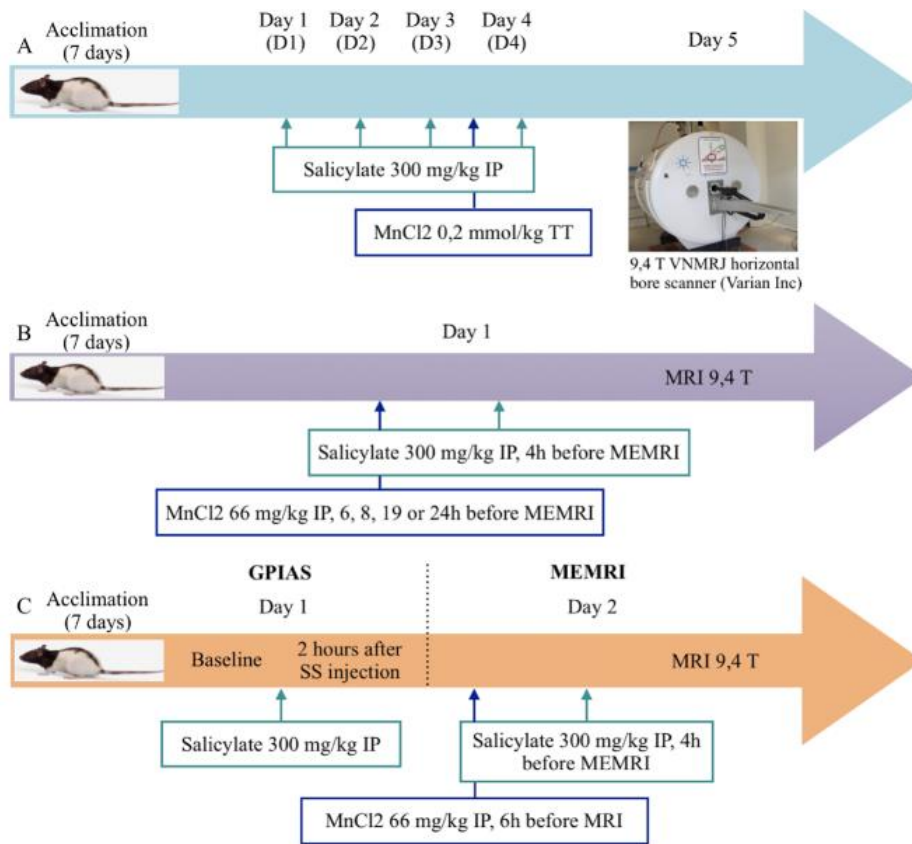 A
Acclimation
(7 days)
Day 1
(D1)
Day 2
(D2)
Day 3
(D3)
Day 4
(D4)
Day 5
Salicylate 300 mg/kg IP
MnCl2 0,2 mmol/kg TT
9,4 T VNMRJ horizontal
bore scanner (Varian Inc)
B
Acclimation
(7 days)
Day 1
MRI 9,4 T
Salicylate 300 mg/kg IP, 4h before MEMRI
MnCl2 66 mg/kg IP, 6, 8, 19 or 24h before MEMRI
C
Acclimation
(7 days)
GPIAS
Day 1
MEMRI
Day 2
Baseline
2 hours after
SS injection
MRI 9,4 T
Salicylate 300 mg/kg IP
Salicylate 300 mg/kg IP, 4h
before MEMRI
MnCl2 66 mg/kg IP, 6h before MRI